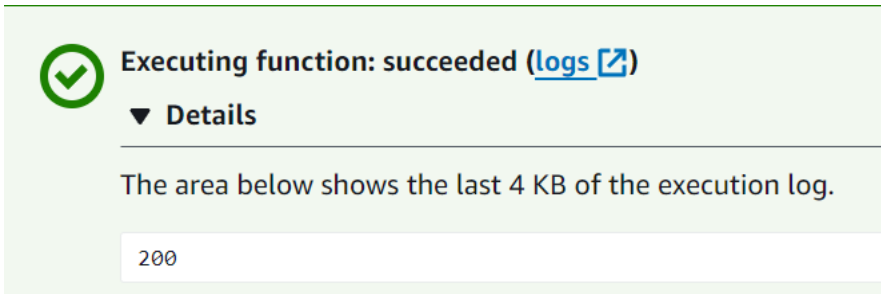 Executing function: succeeded (logs)
Details
The area below shows the last 4 KB of the execution log.
200